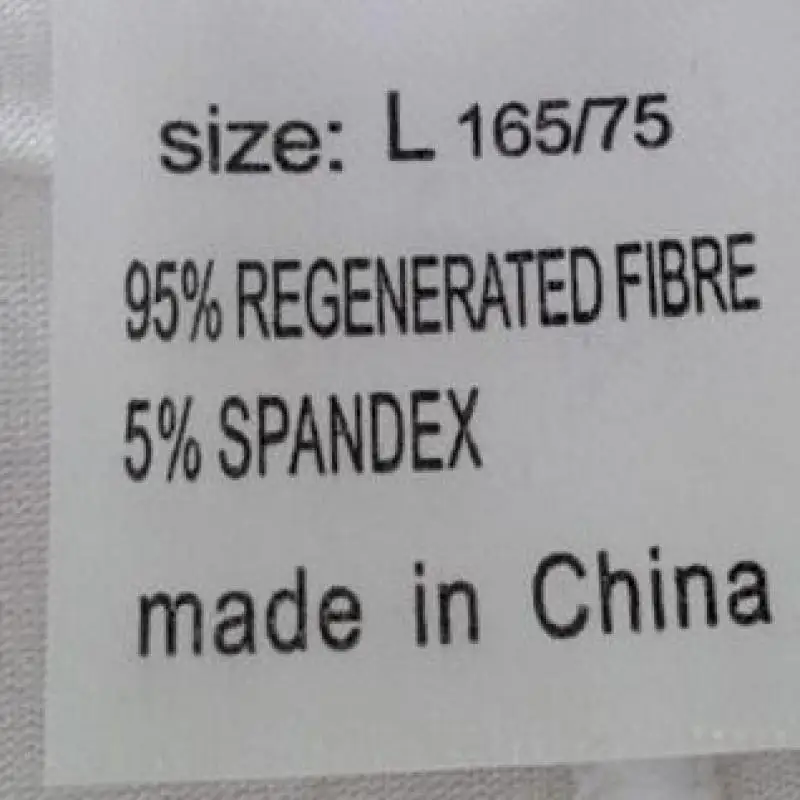 size: L 165/75
95% REGENERATED FIBRE
5% SPANDEX
made in China